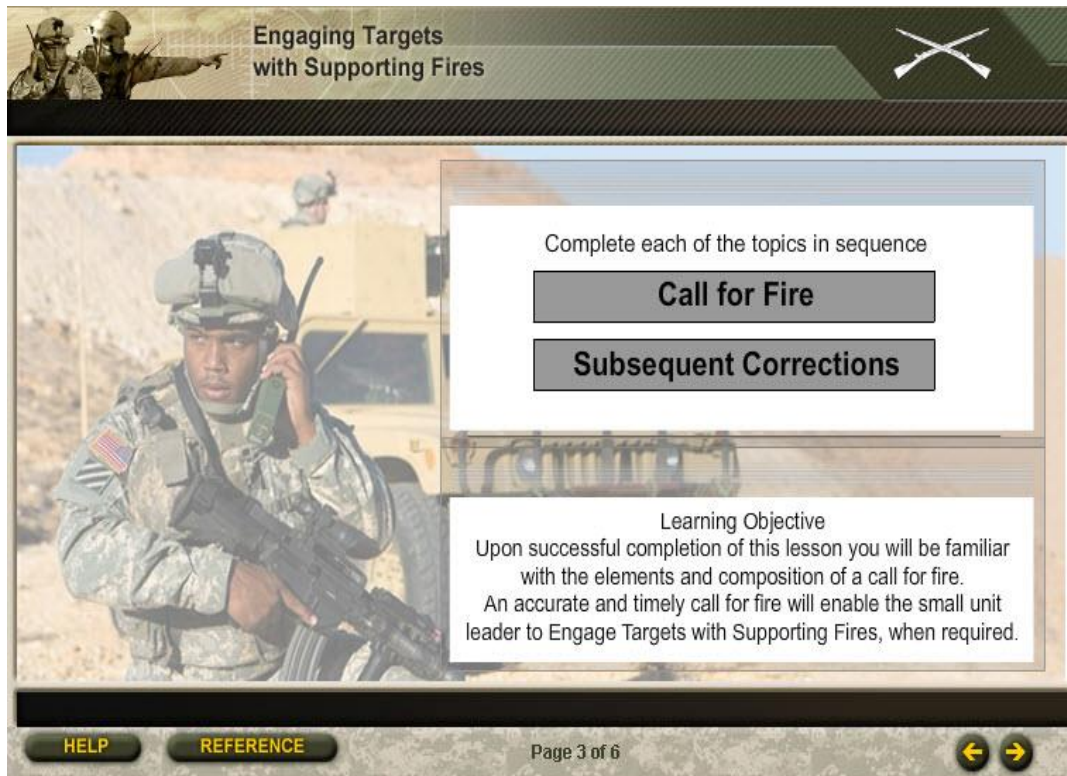 Engaging Targets
with Supporting Fires
Complete each of the topics in sequence
Call for Fire
Subsequent Corrections
Learning Objective
Upon successful completion of this lesson you will be familiar
with the elements and composition of a call for fire.
An accurate and timely call for fire will enable the small unit
leader to Engage Targets with Supporting Fires, when required.
HELP
REFERENCE
Page 3 of 6